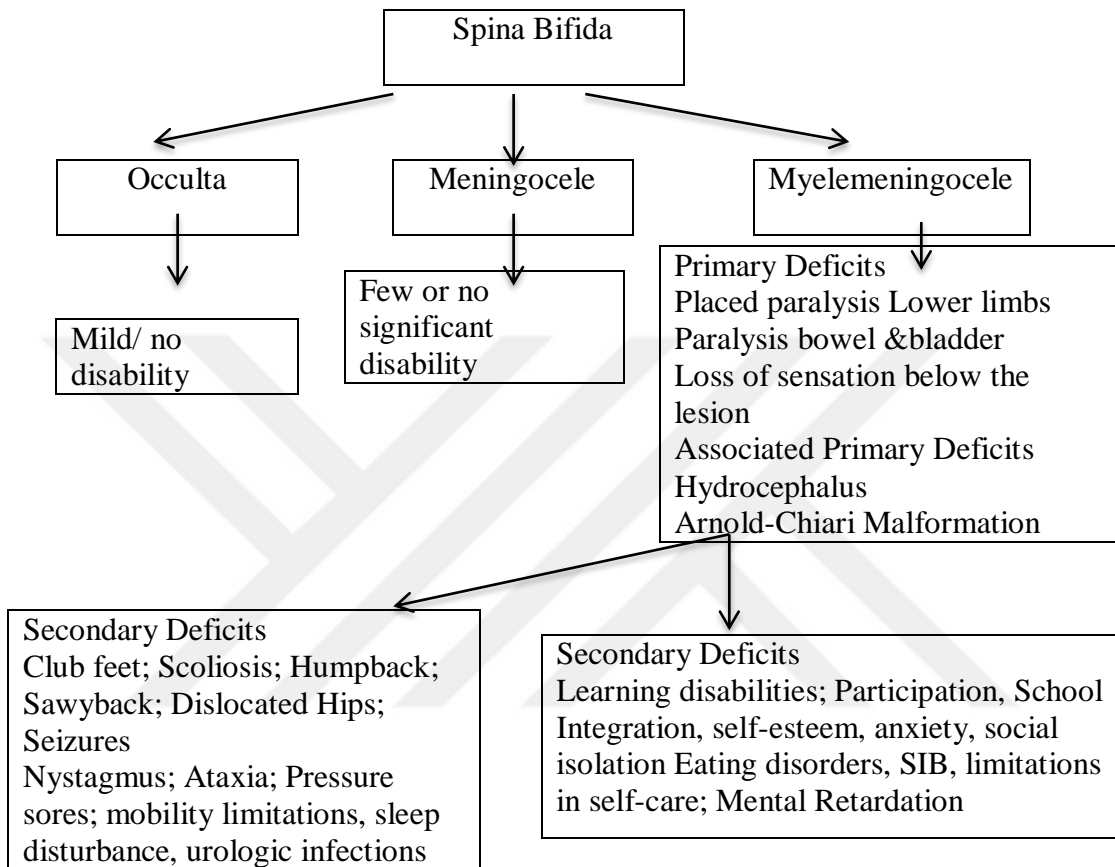 Spina Bifida
Occulta
Meningocele
Myelemeningocele
Mild/ no
disability
Few or no
significant
disability
Primary Deficits
Placed paralysis Lower limbs
Paralysis bowel &bladder
Loss of sensation below the
lesion
Associated Primary Deficits
Hydrocephalus
Arnold-Chiari Malformation
Secondary Deficits
Club feet; Scoliosis; Humpback;
Sawyback; Dislocated Hips;
Seizures
Nystagmus; Ataxia; Pressure
sores; mobility limitations, sleep
disturbance, urologic infections
Secondary Deficits
Learning disabilities; Participation, School
Integration, self-esteem, anxiety, social
isolation Eating disorders, SIB, limitations
in self-care; Mental Retardation